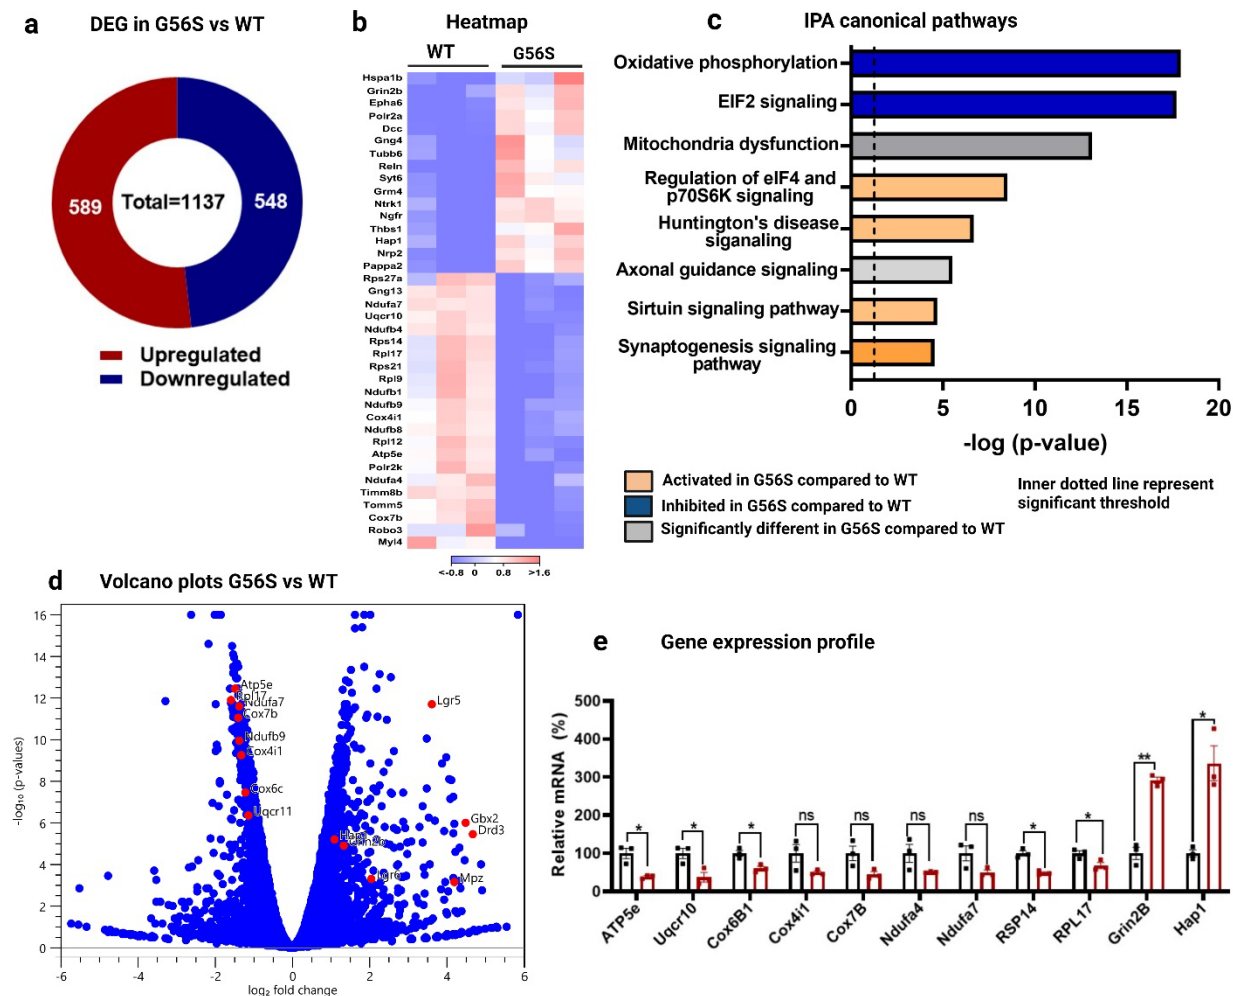 a
DEG in G56S vs WT
589
Total=1137
548
Upregulated
Downregulated
b
Heatmap
WT
G56S
Hspa1b
Grin2b
Epha6
Polr2a
Dcc
Gng4
Tubb6
Reln
Syt6
Grm4
Ntrk1
Ngfr
Thbs1
Hap1
Nrp2
Pappa2
Rps27a
Gng13
Ndufa7
Uqcr10
Ndufb4
Rps14
Rpl17
Rps21
Rpl9
Ndufb1
Ndufb9
Cox4i1
Ndufb8
Rpl12
Atp5e
Polr2k
Ndufa4
Timm8b
Tomm5
Cox7b
Robo3
Myl4
<-0.8 0 0.8 >1.6
c
IPA canonical pathways
Oxidative phosphorylation
EIF2 signaling
Mitochondria dysfunction
Regulation of eIF4 and
p70S6K signaling
Huntington's disease
siganaling
Axonal guidance signaling
Sirtuin signaling pathway
Synaptogenesis signaling
pathway
0 5 10 15 20
-log (p-value)
Activated in G56S compared to WT
Inhibited in G56S compared to WT
Significantly different in G56S compared to WT
Inner dotted line represent
significant threshold
d
Volcano plots G56S vs WT
-log₁₀ (p-values)
16
14
12
10
8
6
4
2
0
Atp5e
Rpl17
Ndufa7
Cox7b
Ndufb9
Cox4i1
Cox6c
Uqcr11
Lgr5
Gbx2
Drd3
Hap1
Grin2b
Lgr6
Mpz
-6 -4 -2 0 2 4 6
log₂ fold change
e
Gene expression profile
Relative mRNA (%)
500
400
300
200
100
0
* * * ns ns ns ns * * ** *
ATP5e
Uqcr10
Cox6B1
Cox4i1
Cox7B
Ndufa4
Ndufa7
RSP14
RPL17
Grin2B
Hap1